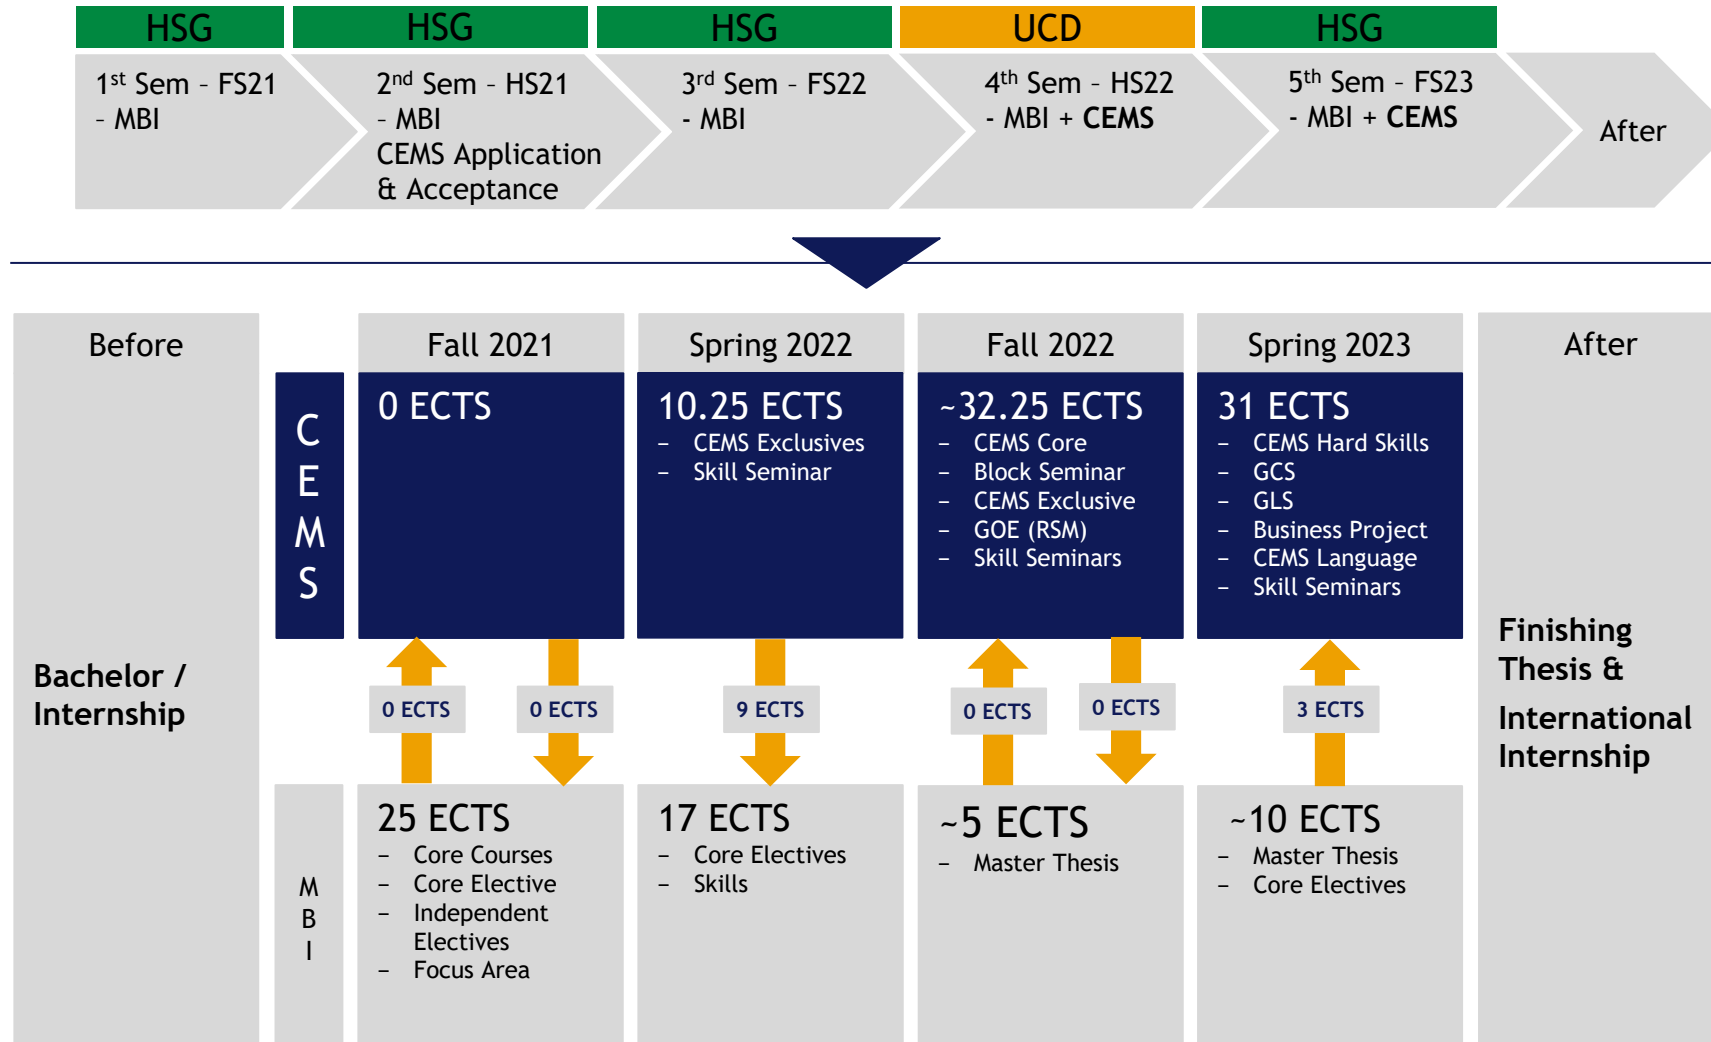 HSG
HSG
HSG
UCD
HSG
1st Sem – FS21
– MBI
2nd Sem – HS21
– MBI
CEMS Application
& Acceptance
3rd Sem – FS22
- MBI
4th Sem – HS22
- MBI + CEMS
5th Sem – FS23
- MBI + CEMS
After
Before
Bachelor /
Internship
Fall 2021
Spring 2022
Fall 2022
Spring 2023
After
Finishing
Thesis &
International
Internship
C
E
M
S
0 ECTS
10.25 ECTS
– CEMS Exclusives
– Skill Seminar
~32.25 ECTS
– CEMS Core
– Block Seminar
– CEMS Exclusive
– GOE (RSM)
– Skill Seminars
31 ECTS
– CEMS Hard Skills
– GCS
– GLS
– Business Project
– CEMS Language
– Skill Seminars
0 ECTS
0 ECTS
9 ECTS
0 ECTS
0 ECTS
3 ECTS
M
B
I
25 ECTS
– Core Courses
– Core Elective
– Independent
Electives
– Focus Area
17 ECTS
– Core Electives
– Skills
~5 ECTS
– Master Thesis
~10 ECTS
– Master Thesis
– Core Electives